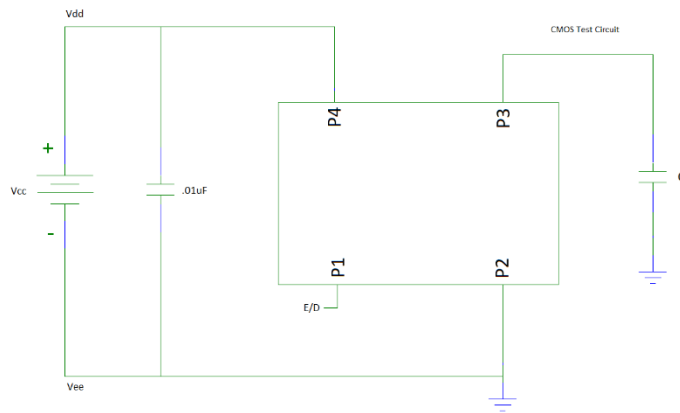 Vdd
CMOS Test Circuit
P4
P3
+
Vcc
.01uF
-
P1
P2
E/D
Vee